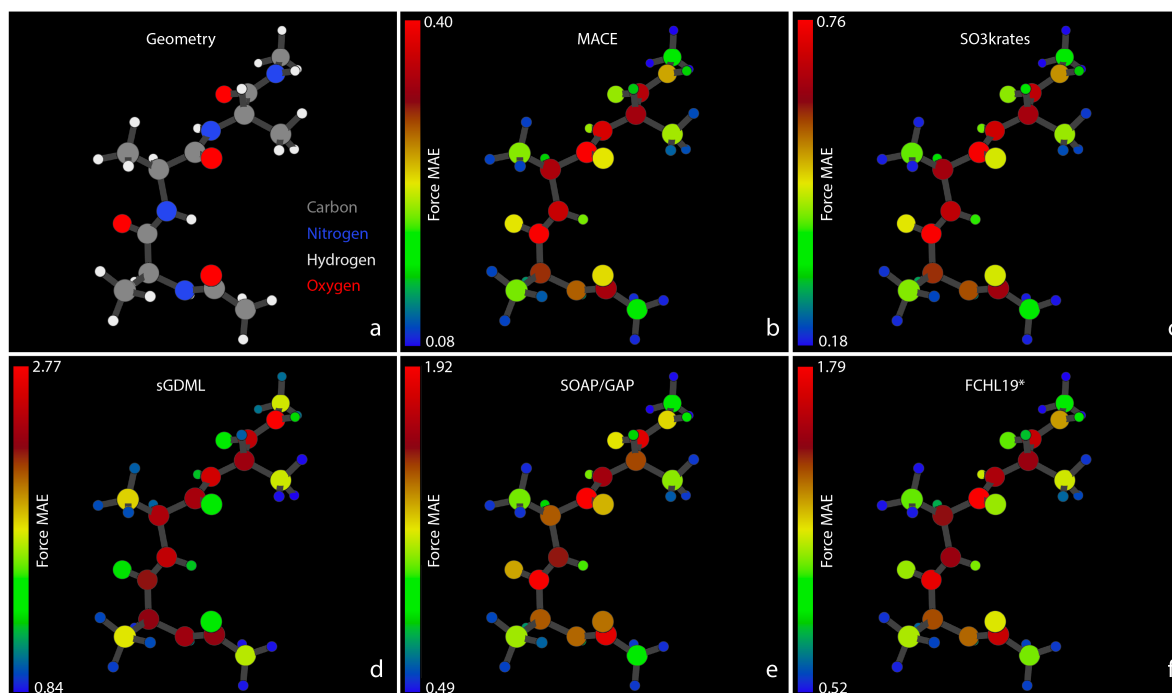 Geometry
Carbon
Nitrogen
Hydrogen
Oxygen
a
0.40
MACE
Force MAE
0.08
b
0.76
SO3krates
Force MAE
0.18
2.77
sGDML
Force MAE
0.84
d
1.92
SOAP/GAP
Force MAE
0.49
e
1.79
FCHL19*
Force MAE
0.52
f